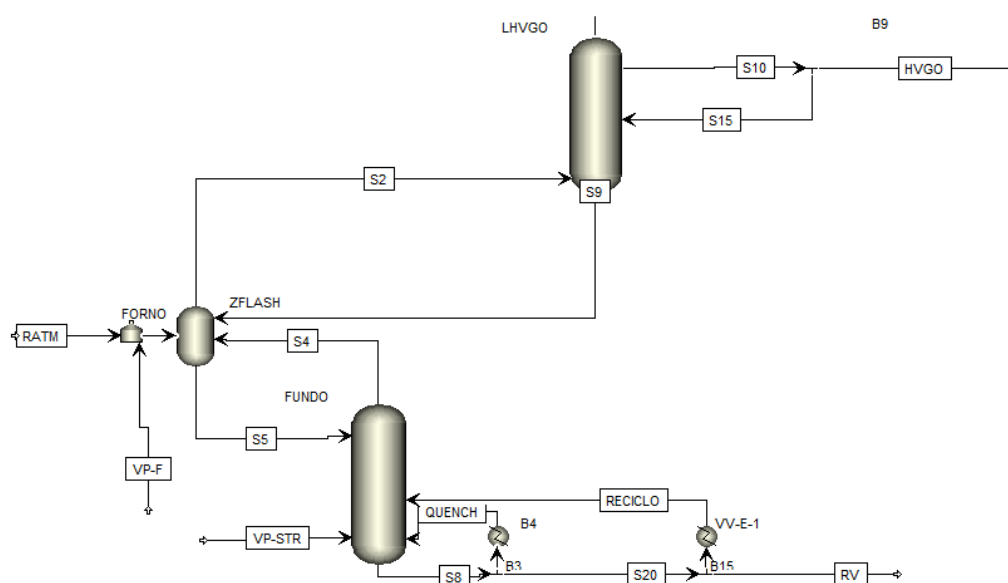 LHVGO
B9
S10
HVGO
S15
S2
S9
ZFLASH
FORNO
RATM
S4
FUNDO
S5
VP-F
RECICLO
QUENCH
B4
VV-E-1
VP-STR
B3
B15
S8
S20
RV